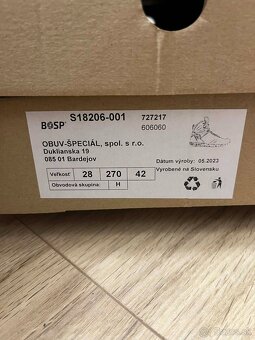 S18206-001
727217
BOSP
606060
OBUV-ŠPECIÁL, spol. s r.o.
Duklianska 19
085 01 Bardejov
Dátum výroby: 05.2023
Vyrobené na Slovensku
Veľkosť: 28 270 42
Obvodová skupina: H